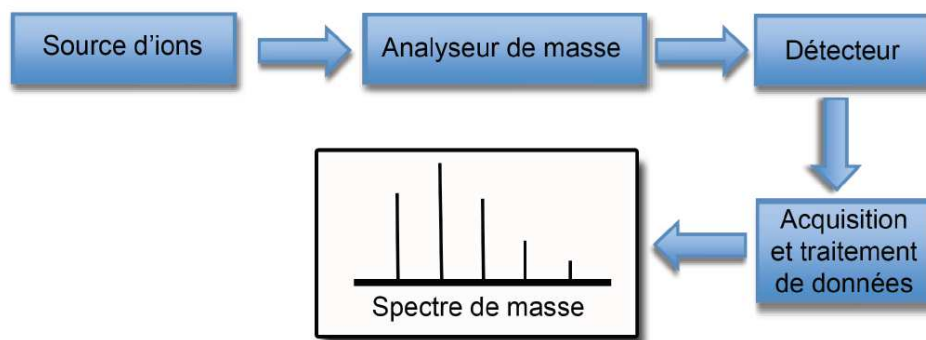 Source d’ions
Analyseur de masse
Détecteur
Acquisition
et traitement
de données
Spectre de masse